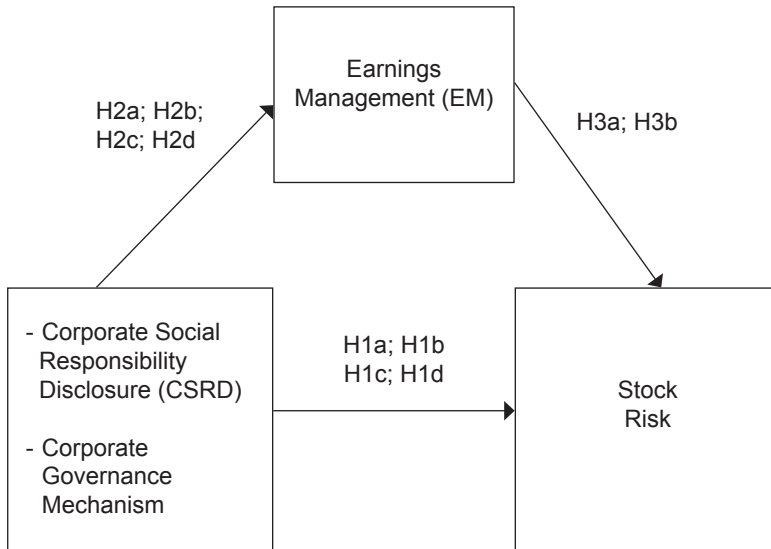 Earnings
Management (EM)
H2a; H2b;
H2c; H2d
H3a; H3b
- Corporate Social
Responsibility
Disclosure (CSRD)
- Corporate
Governance
Mechanism
H1a; H1b
H1c; H1d
Stock
Risk